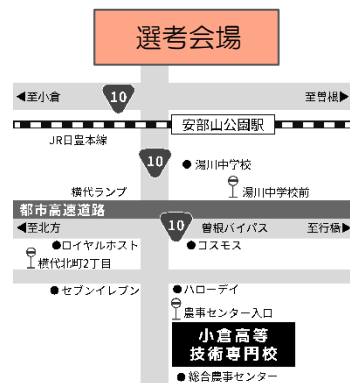 選考会場
◀至小倉 10 至曽根▶
安部山公園駅
JR日豊本線
10 ●湯川中学校
横代ランプ 湯川中学校前
都市高速道路
◀至北方 10 曽根バイパス 至行橋▶
●ロイヤルホスト ●コスモス
横代北町2丁目
●セブンイレブン ●ハローデイ
農事センター入口
小倉高等
技術専門校
●総合農事センター